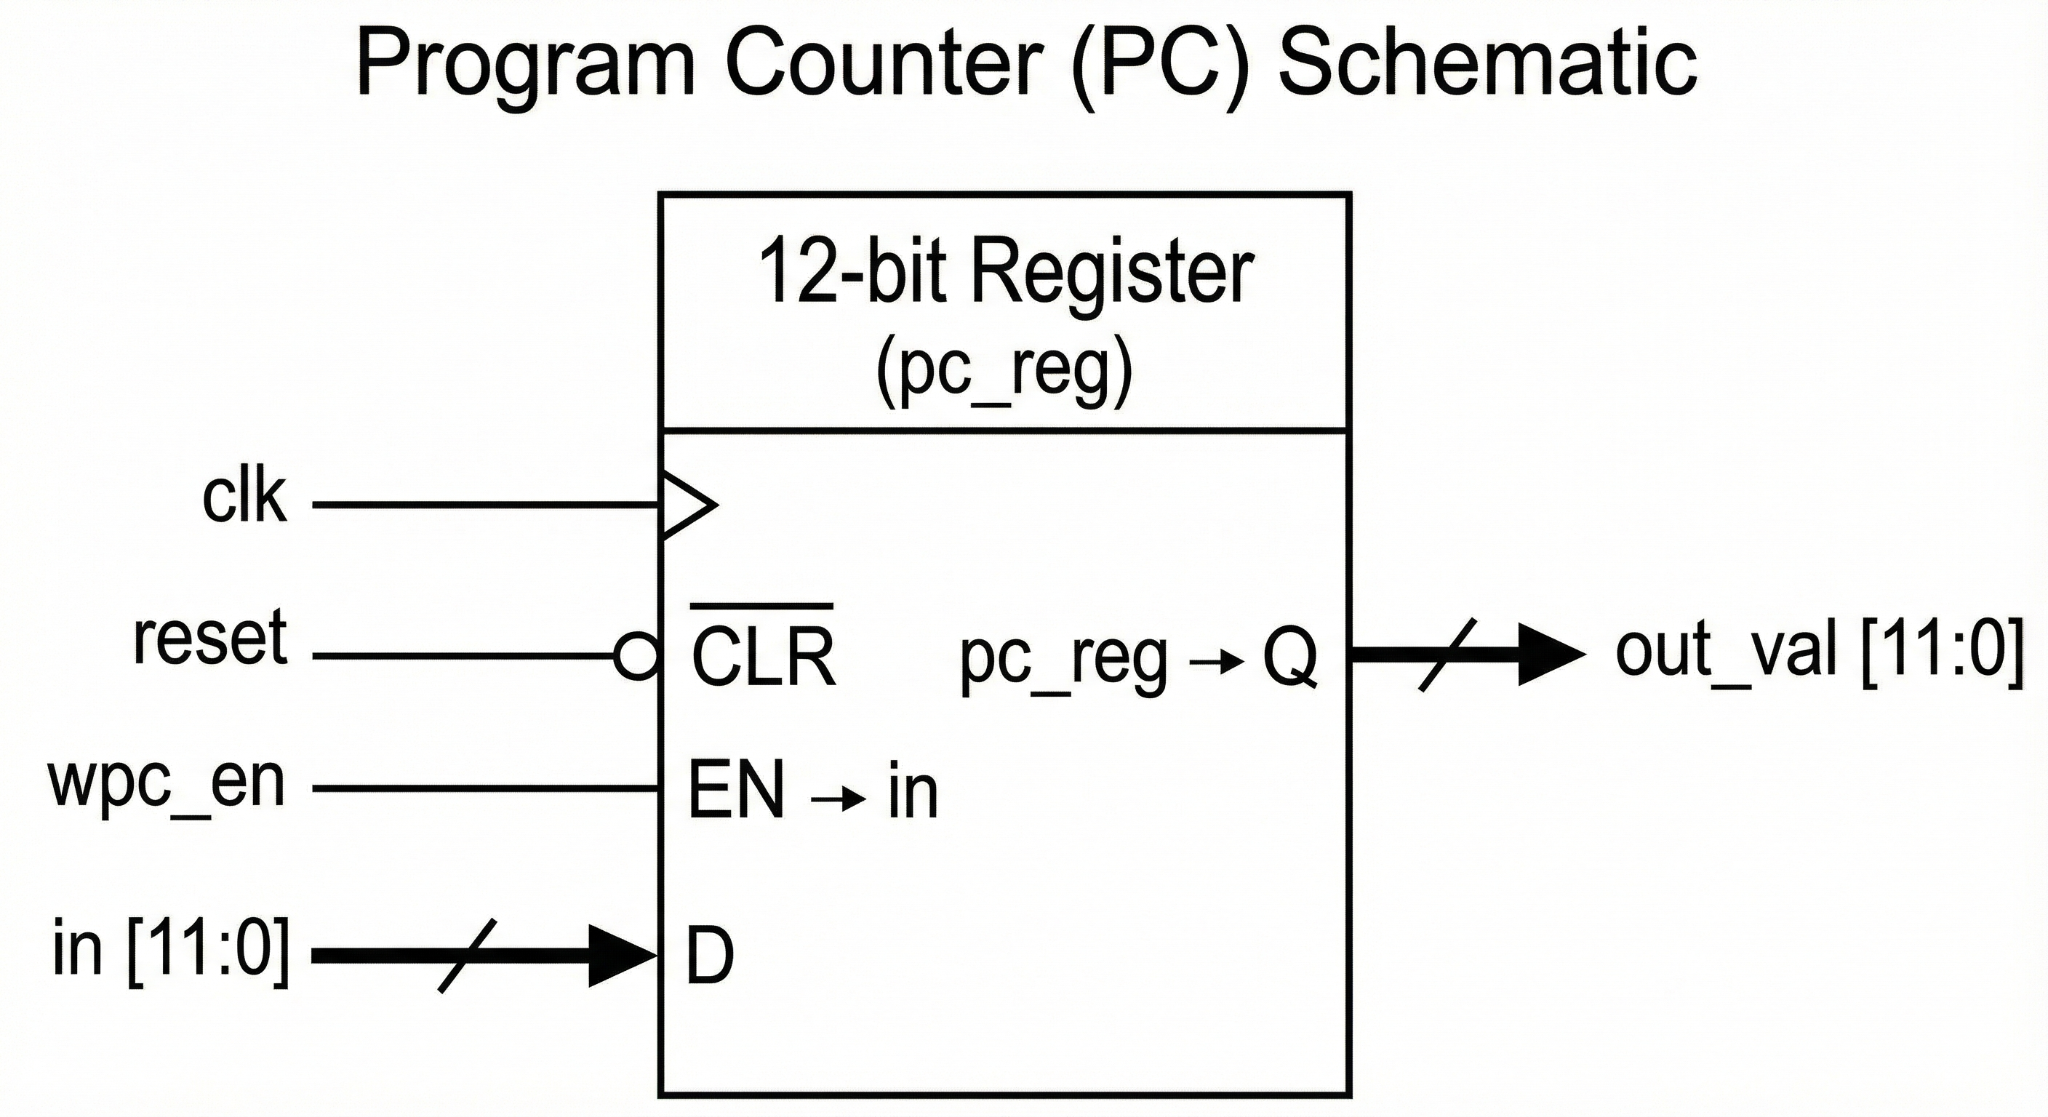 Program Counter (PC) Schematic
12-bit Register
(pc_reg)
clk
reset
CLR
pc_reg → Q
out_val [11:0]
wpc_en
EN → in
in [11:0]
D